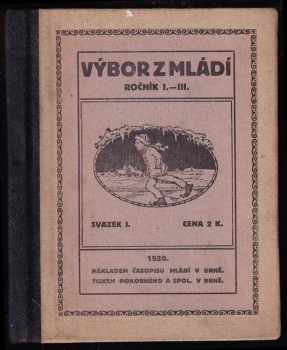 VÝBOR Z MLÁDÍ
ROČNÍK I.—III.
SVAZEK I. CENA 2 K.
1920.
NÁKLADEM ČASOPISU MLÁDÍ V BRNĚ.
TISKEM POKORNÉHO A SPOL. V BRNĚ.